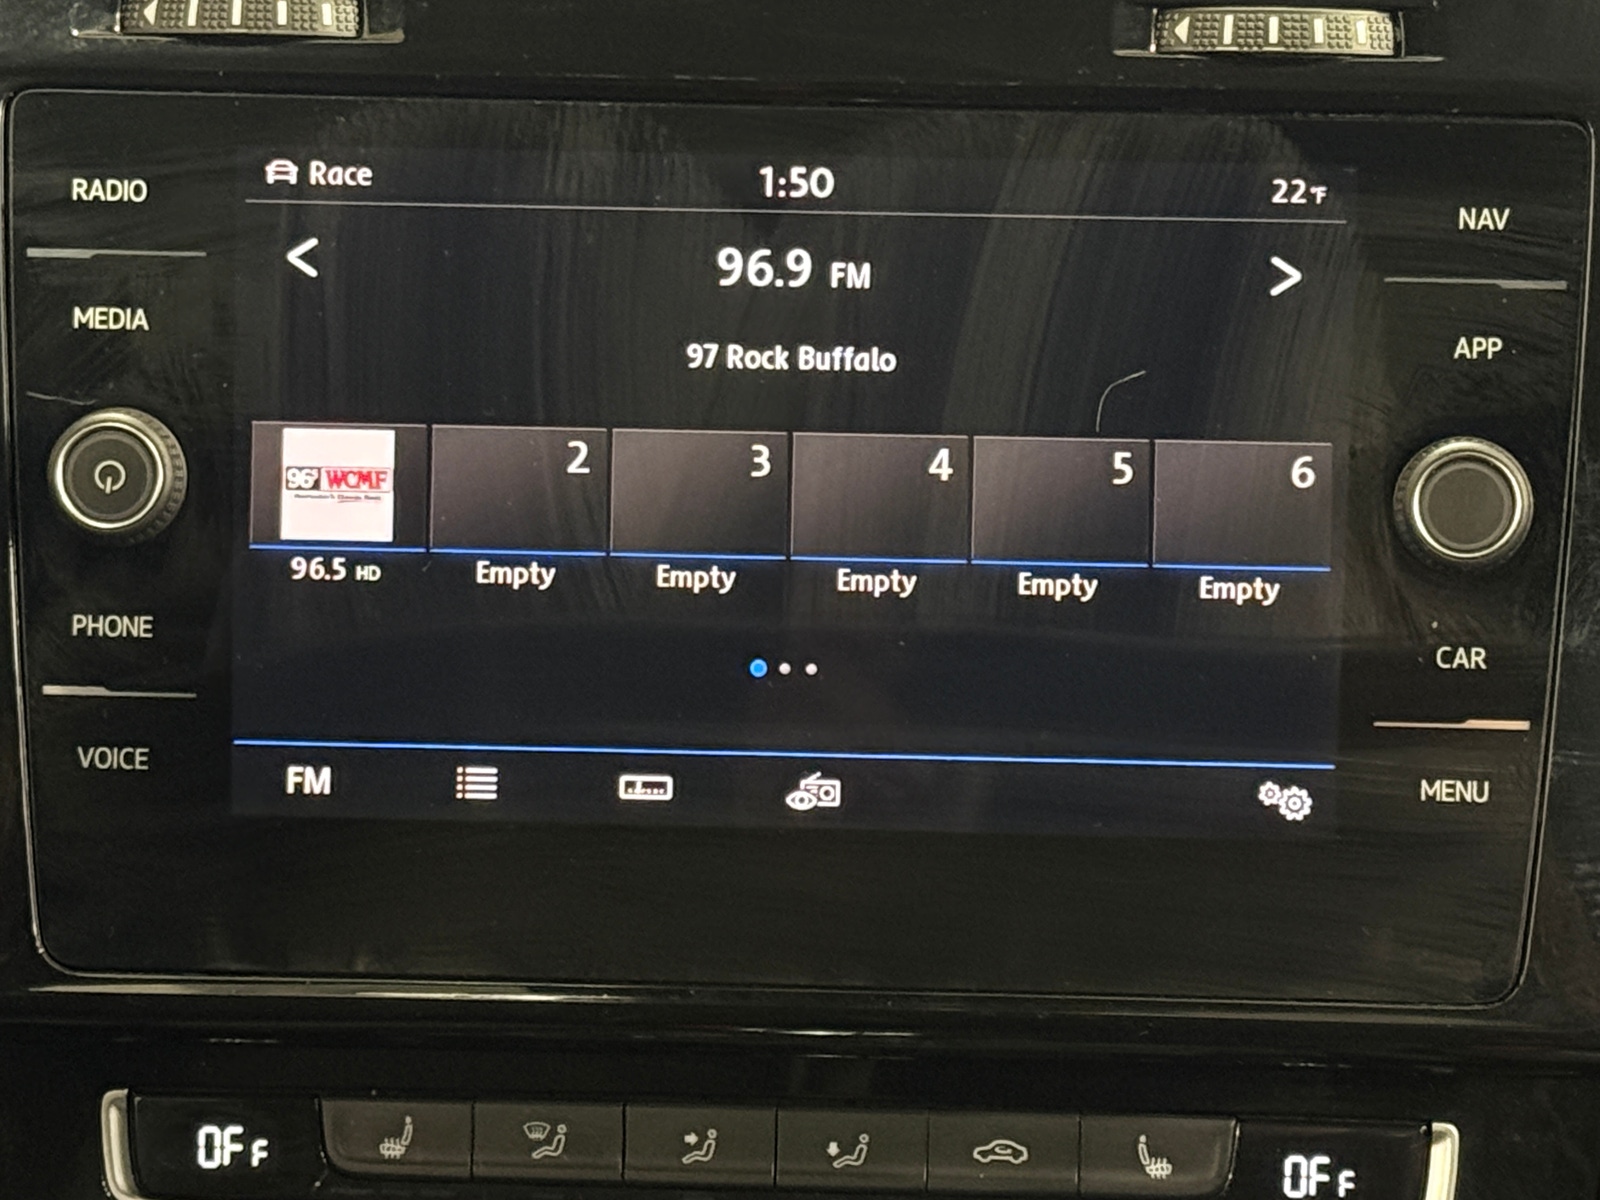 RADIO
MEDIA
PHONE
VOICE
Race
1:50
22°F
< 96.9 FM >
97 Rock Buffalo
96⁵ WCMF
2
3
4
5
6
96.5 HD
Empty
Empty
Empty
Empty
Empty
FM
NAV
APP
CAR
MENU
OFF
OFF